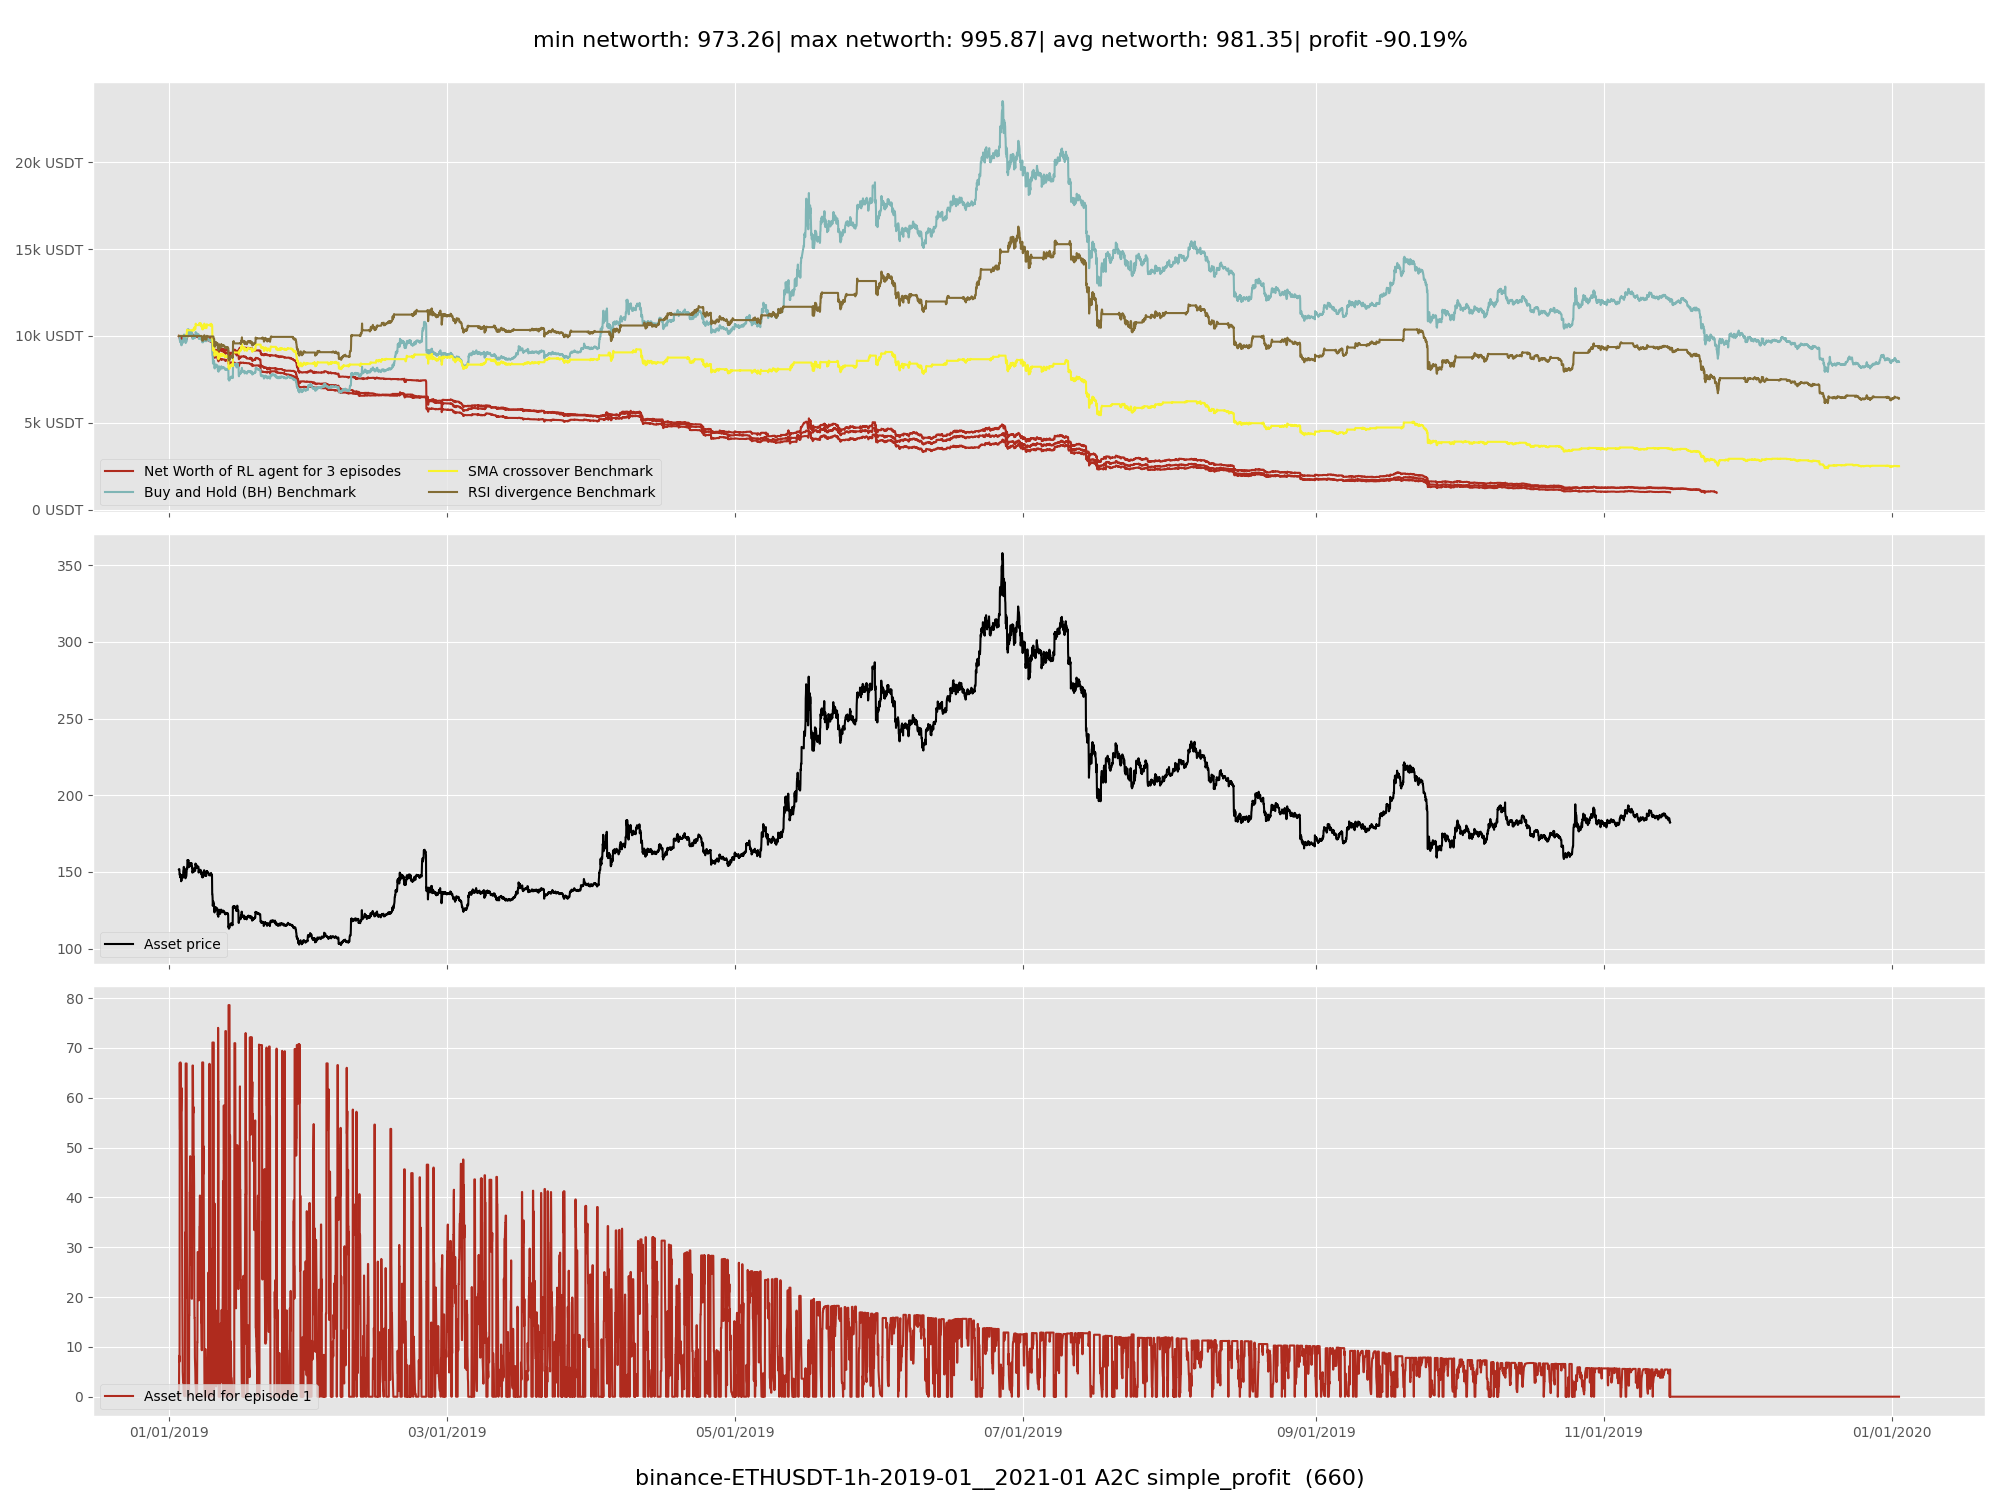 min networth: 973.26| max networth: 995.87| avg networth: 981.35| profit -90.19%
20k USDT
15k USDT
10k USDT
5k USDT
0 USDT
Net Worth of RL agent for 3 episodes
Buy and Hold (BH) Benchmark
SMA crossover Benchmark
RSI divergence Benchmark
350
300
250
200
150
100
Asset price
80
70
60
50
40
30
20
10
0
Asset held for episode 1
01/01/2019
03/01/2019
05/01/2019
07/01/2019
09/01/2019
11/01/2019
01/01/2020
binance-ETHUSDT-1h-2019-01__2021-01 A2C simple_profit  (660)